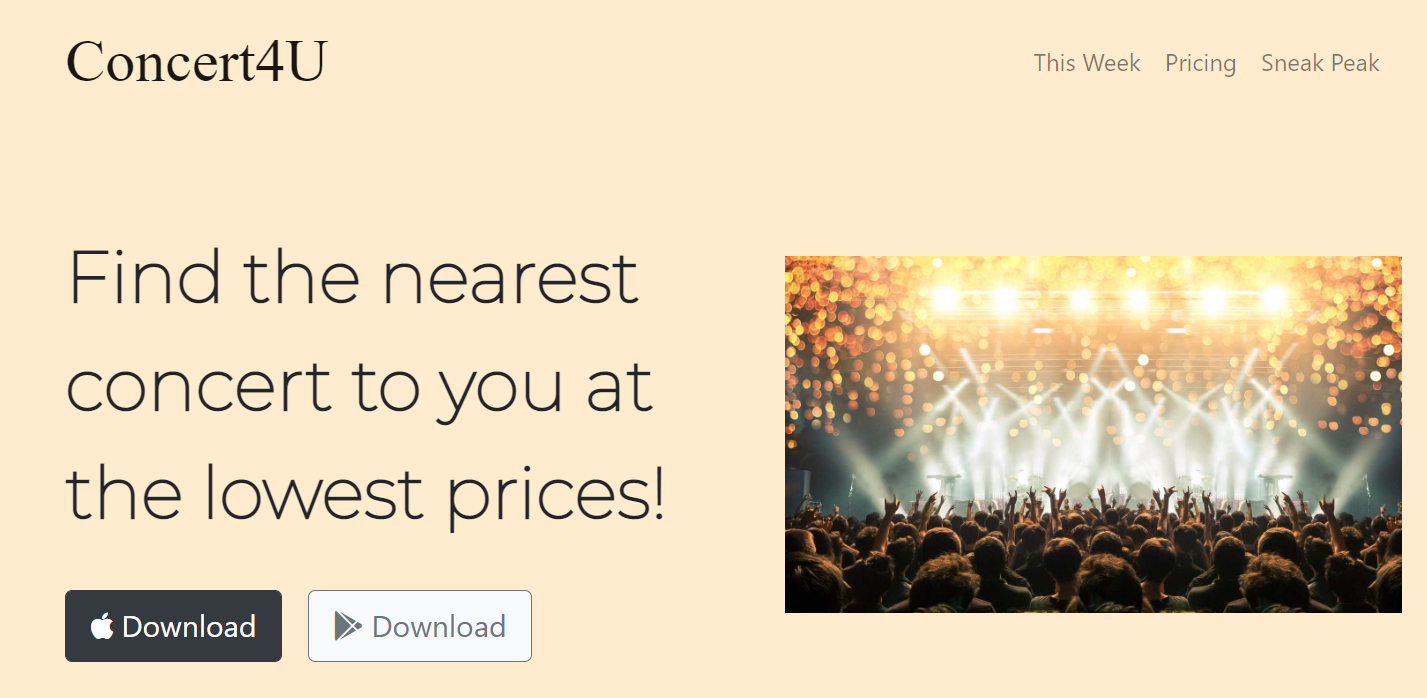 Concert4U
This Week
Pricing
Sneak Peak
Find the nearest
concert to you at
the lowest prices!
Download
Download